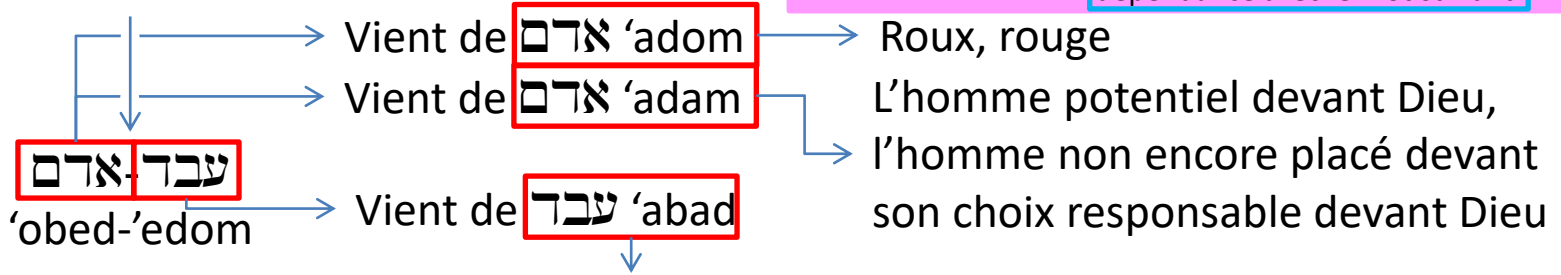 Vient de אדם ‘adom Roux, rouge
Vient de אדם ‘adam L’homme potentiel devant Dieu,
l’homme non encore placé devant
son choix responsable devant Dieu
עבד-אדם
‘obed-’edom
Vient de עבד ‘abad